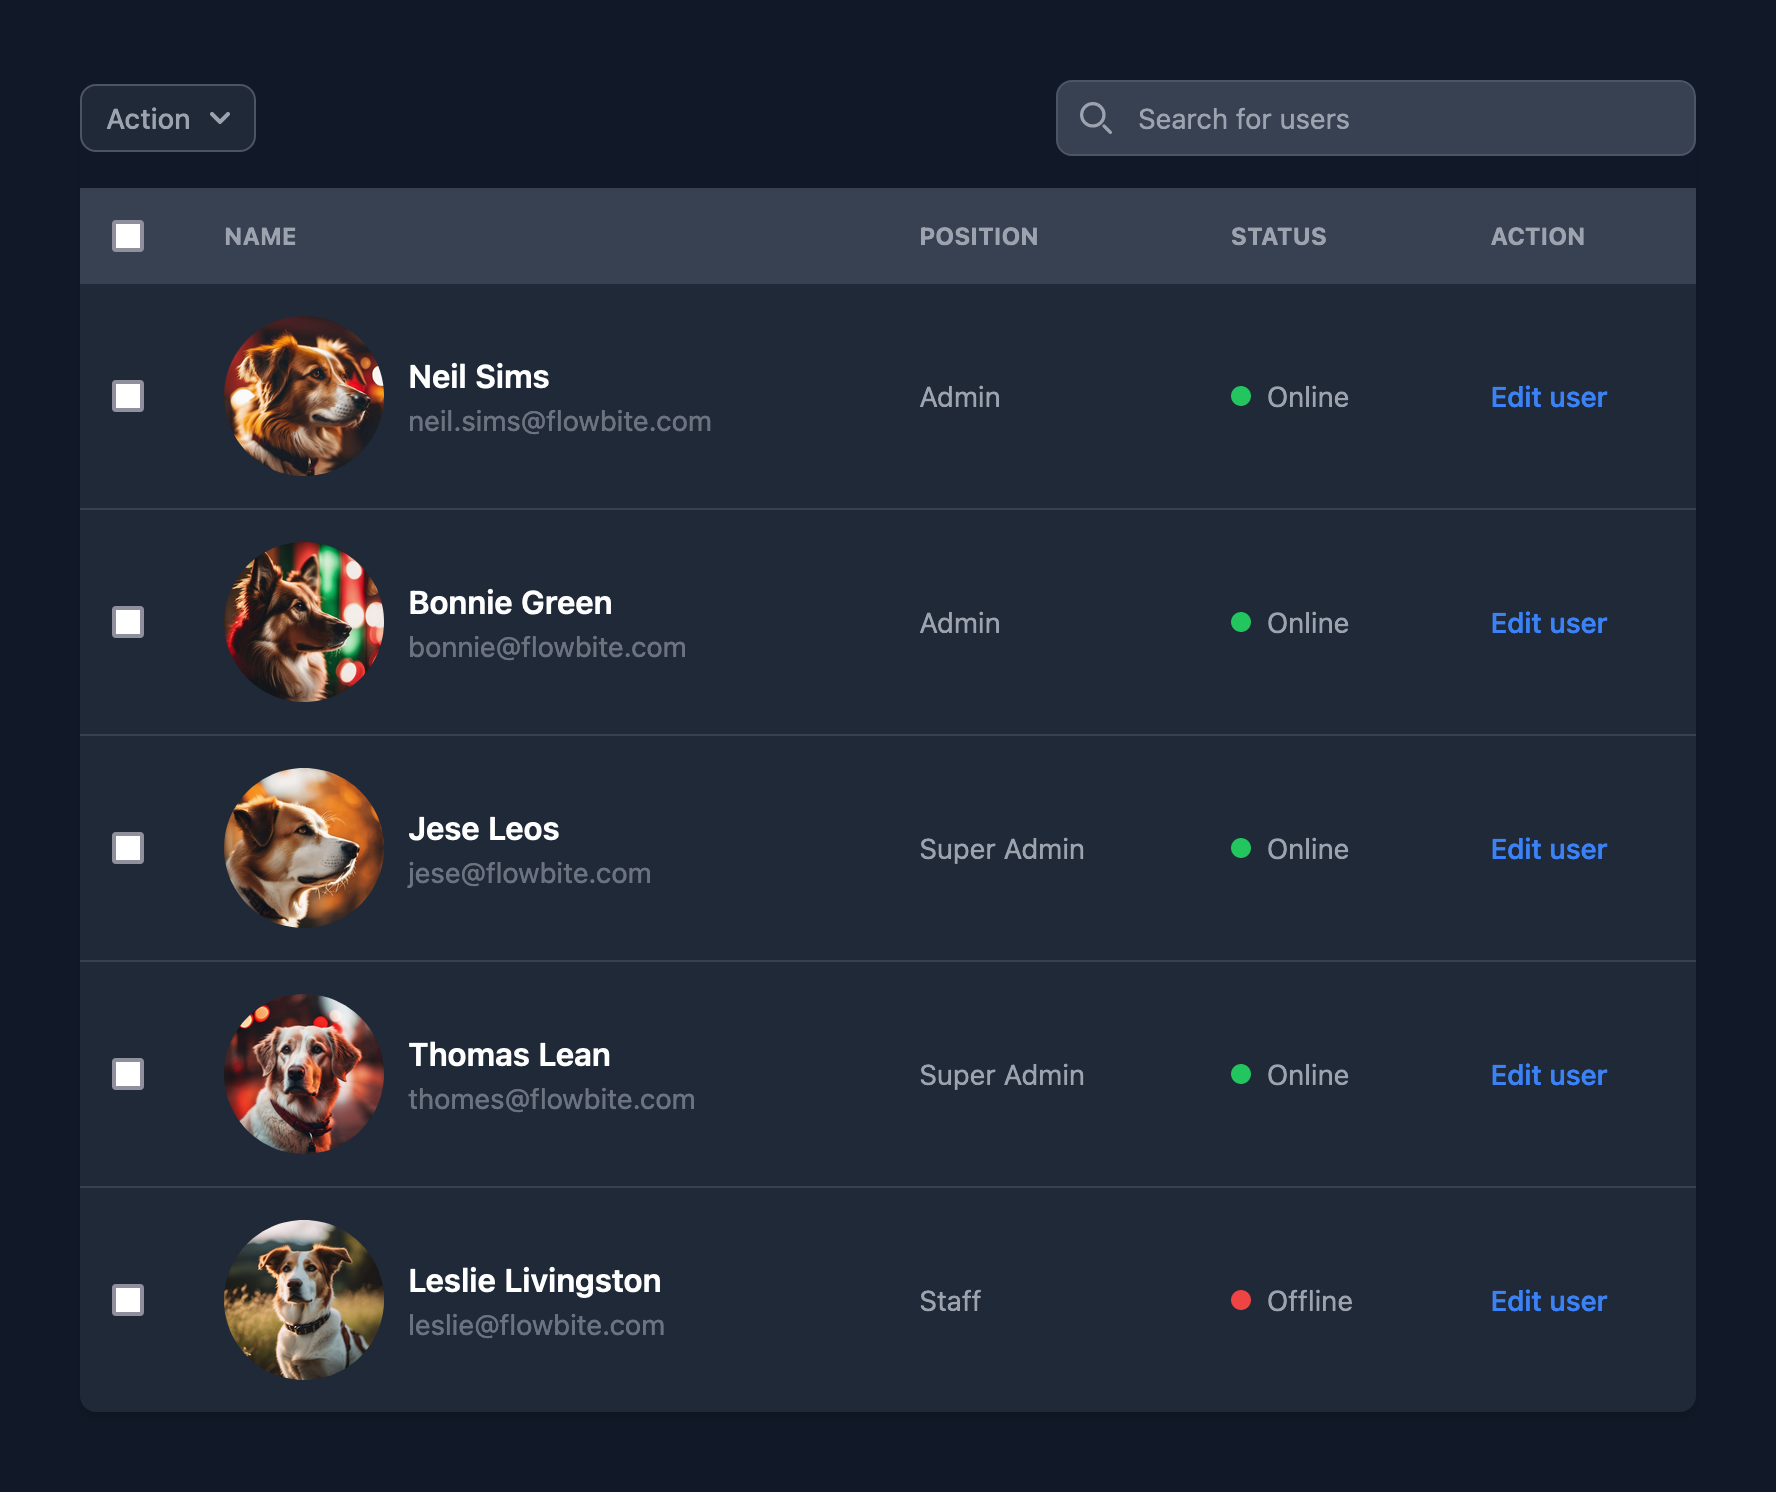 Action
Search for users
NAME POSITION STATUS ACTION
Neil Sims
neil.sims@flowbite.com
Admin Online Edit user
Bonnie Green
bonnie@flowbite.com
Admin Online Edit user
Jese Leos
jese@flowbite.com
Super Admin Online Edit user
Thomas Lean
thomes@flowbite.com
Super Admin Online Edit user
Leslie Livingston
leslie@flowbite.com
Staff Offline Edit user